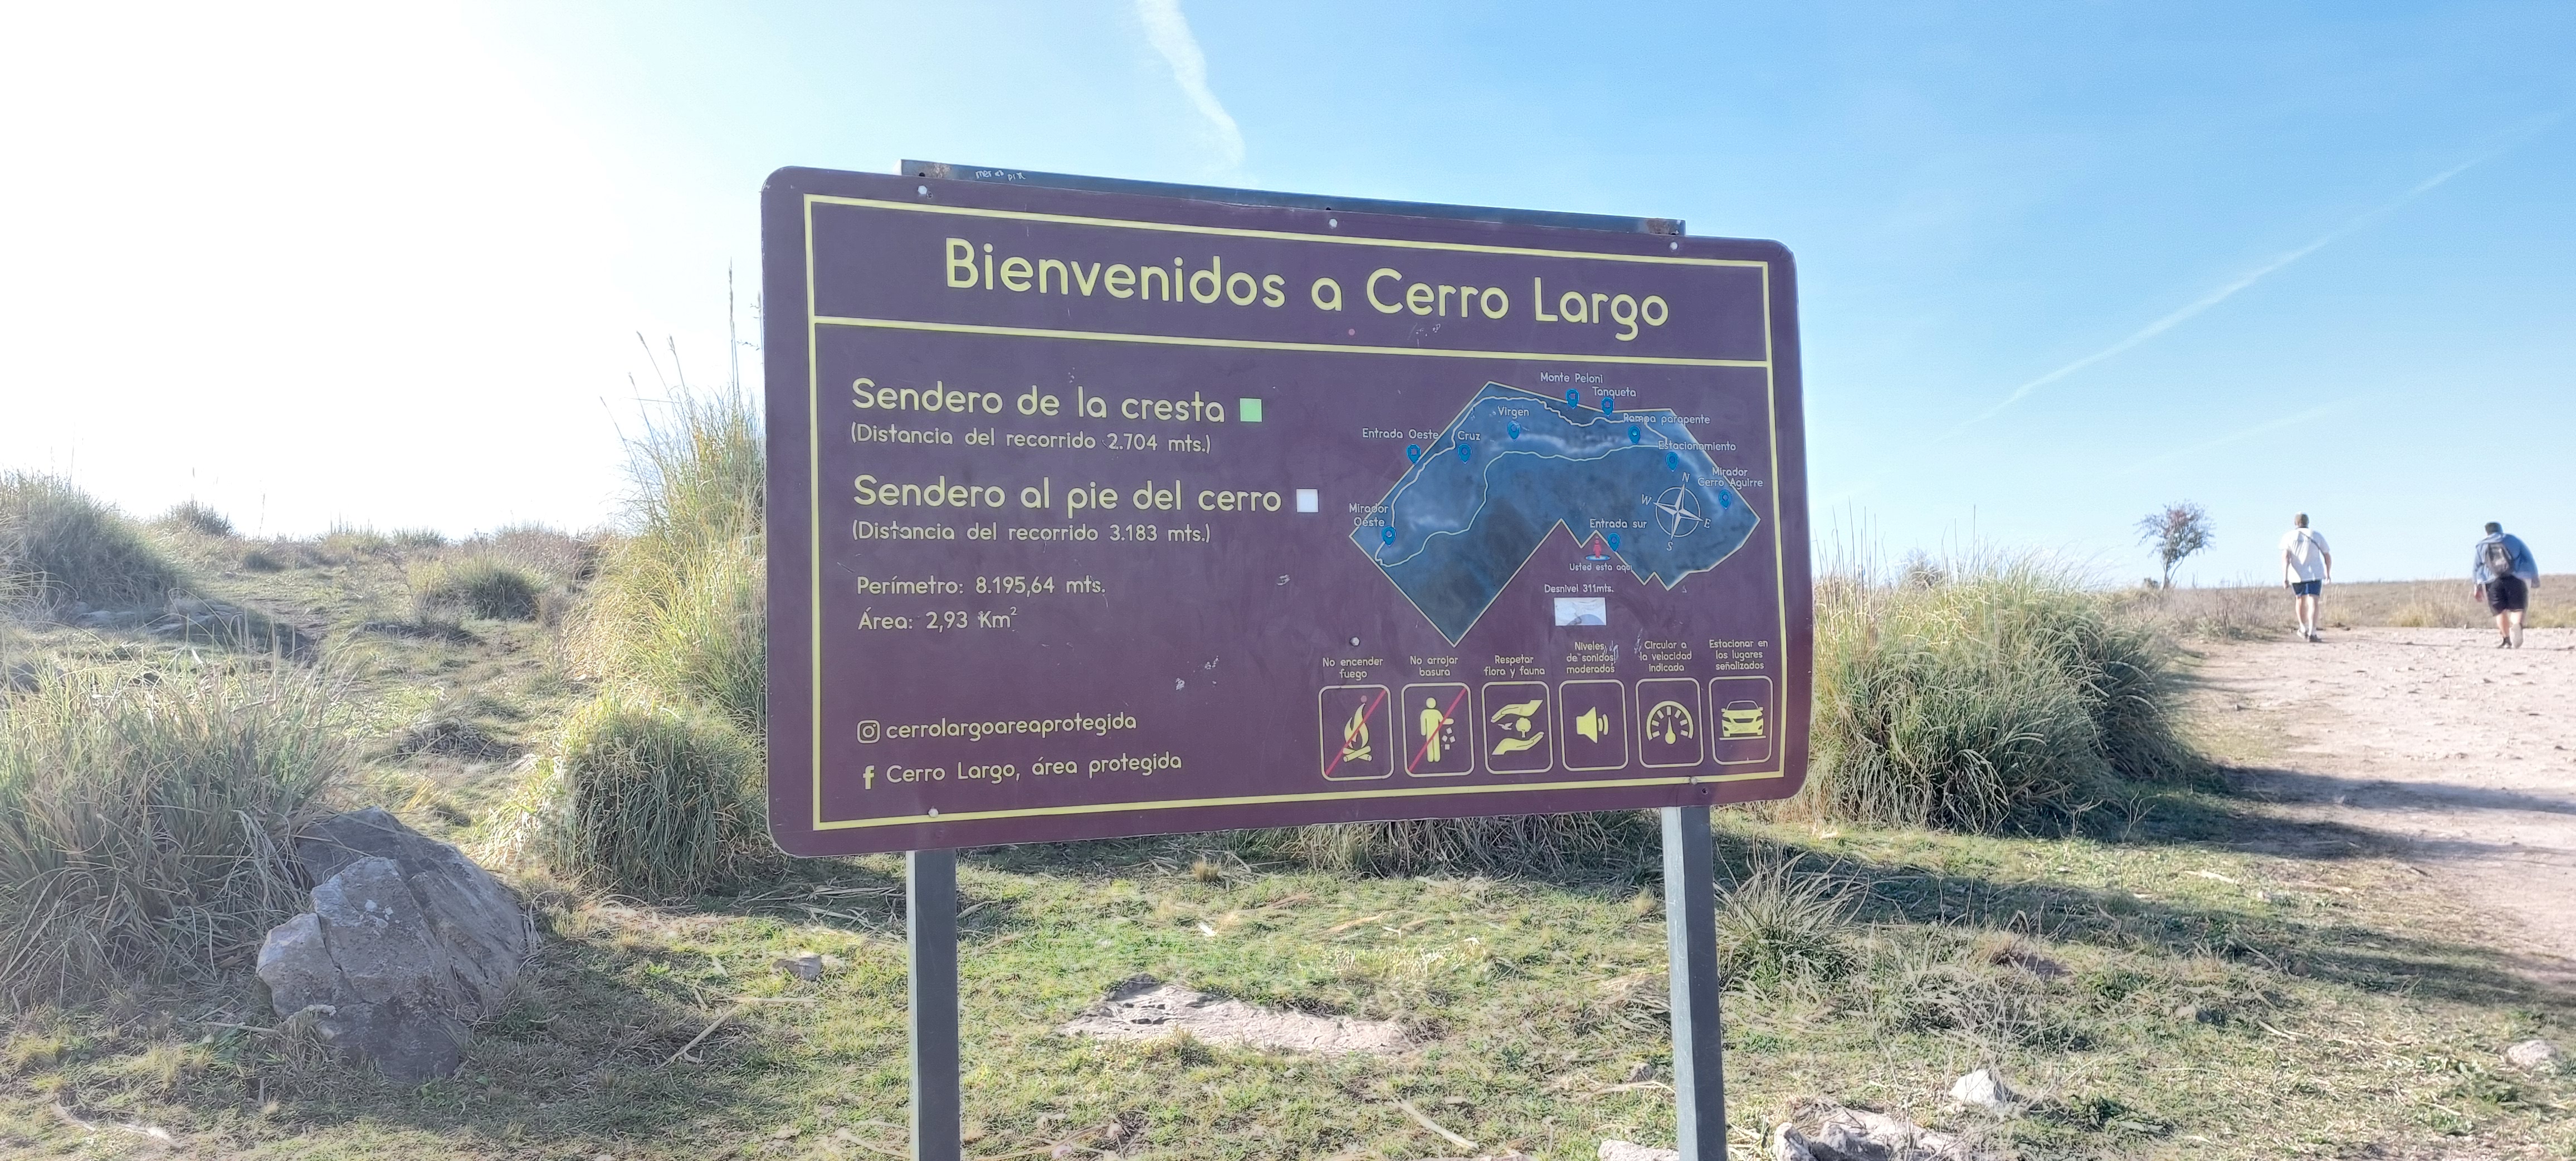 Bienvenidos a Cerro Largo
Sendero de la cresta
(Distancia del recorrido 2.704 mts.)
Sendero al pie del cerro
(Distancia del recorrido 3.183 mts.)
Perímetro: 8.195,64 mts.
Área: 2,93 Km²
cerrolargoareaprotegida
f Cerro Largo, área protegida
Monte Peloni
Tanqueta
Virgen
Rampa parapente
Entrada Oeste
Cruz
Estacionamiento
Mirador
Cerro Aguirre
N
W
E
S
Mirador
Oeste
Entrada sur
Usted esta aquí
Desnivel 311mts.
No encender
fuego
No arrojar
basura
Respetar
flora y fauna
Niveles
de sonidos
moderados
Circular a
la velocidad
indicada
Estacionar en
los lugares
señalizados